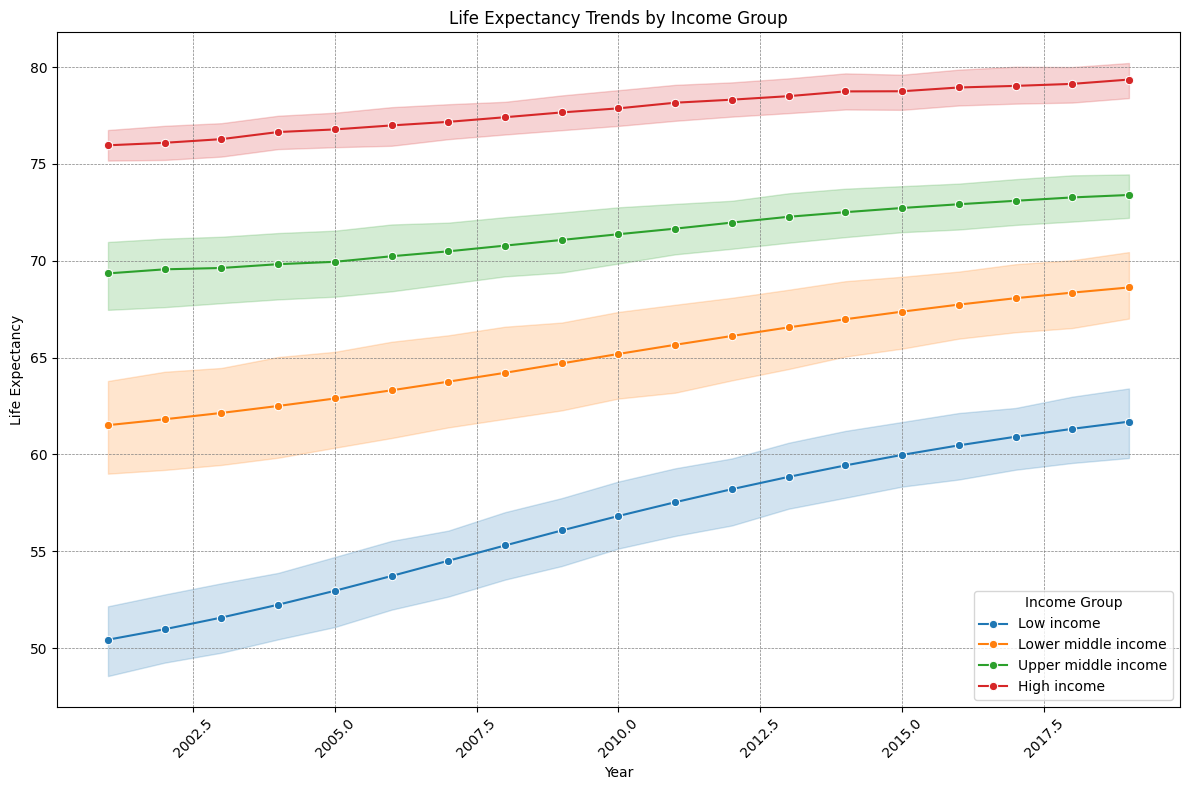 Life Expectancy Trends by Income Group
80
75
70
65
60
55
50
Life Expectancy
2002.5
2005.0
2007.5
2010.0
2012.5
2015.0
2017.5
Year
Income Group
Low income
Lower middle income
Upper middle income
High income